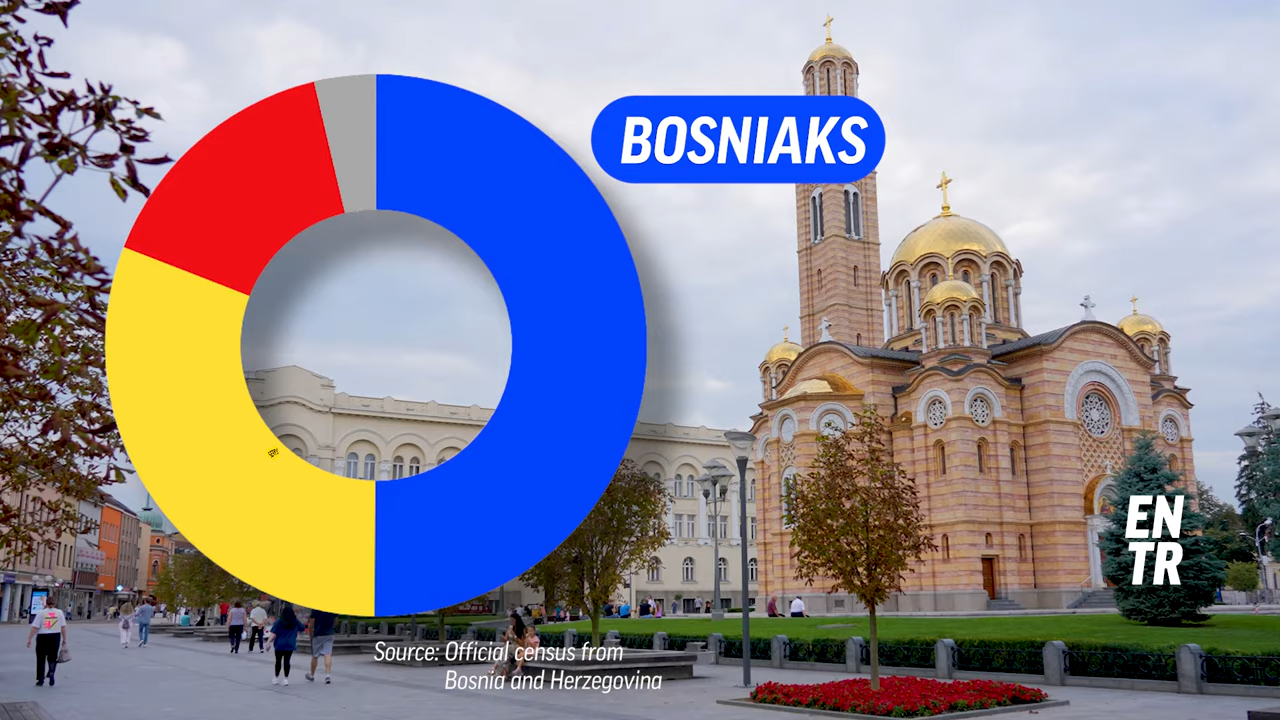 BOSNIAKS
EN
TR
Source: Official census from
Bosnia and Herzegovina